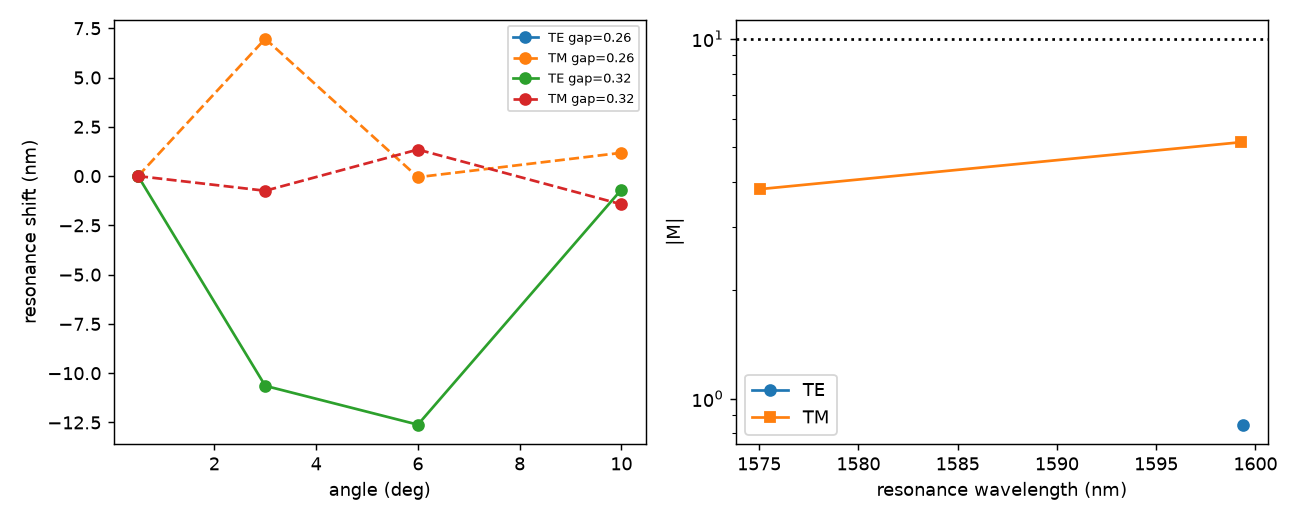 7.5
5.0
2.5
0.0
−2.5
−5.0
−7.5
−10.0
−12.5
resonance shift (nm)
2
4
6
8
10
angle (deg)
TE gap=0.26
TM gap=0.26
TE gap=0.32
TM gap=0.32
10¹
10⁰
|M|
1575
1580
1585
1590
1595
1600
resonance wavelength (nm)
TE
TM